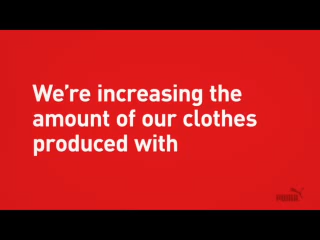 We’re increasing the
amount of our clothes
produced with
PUMA